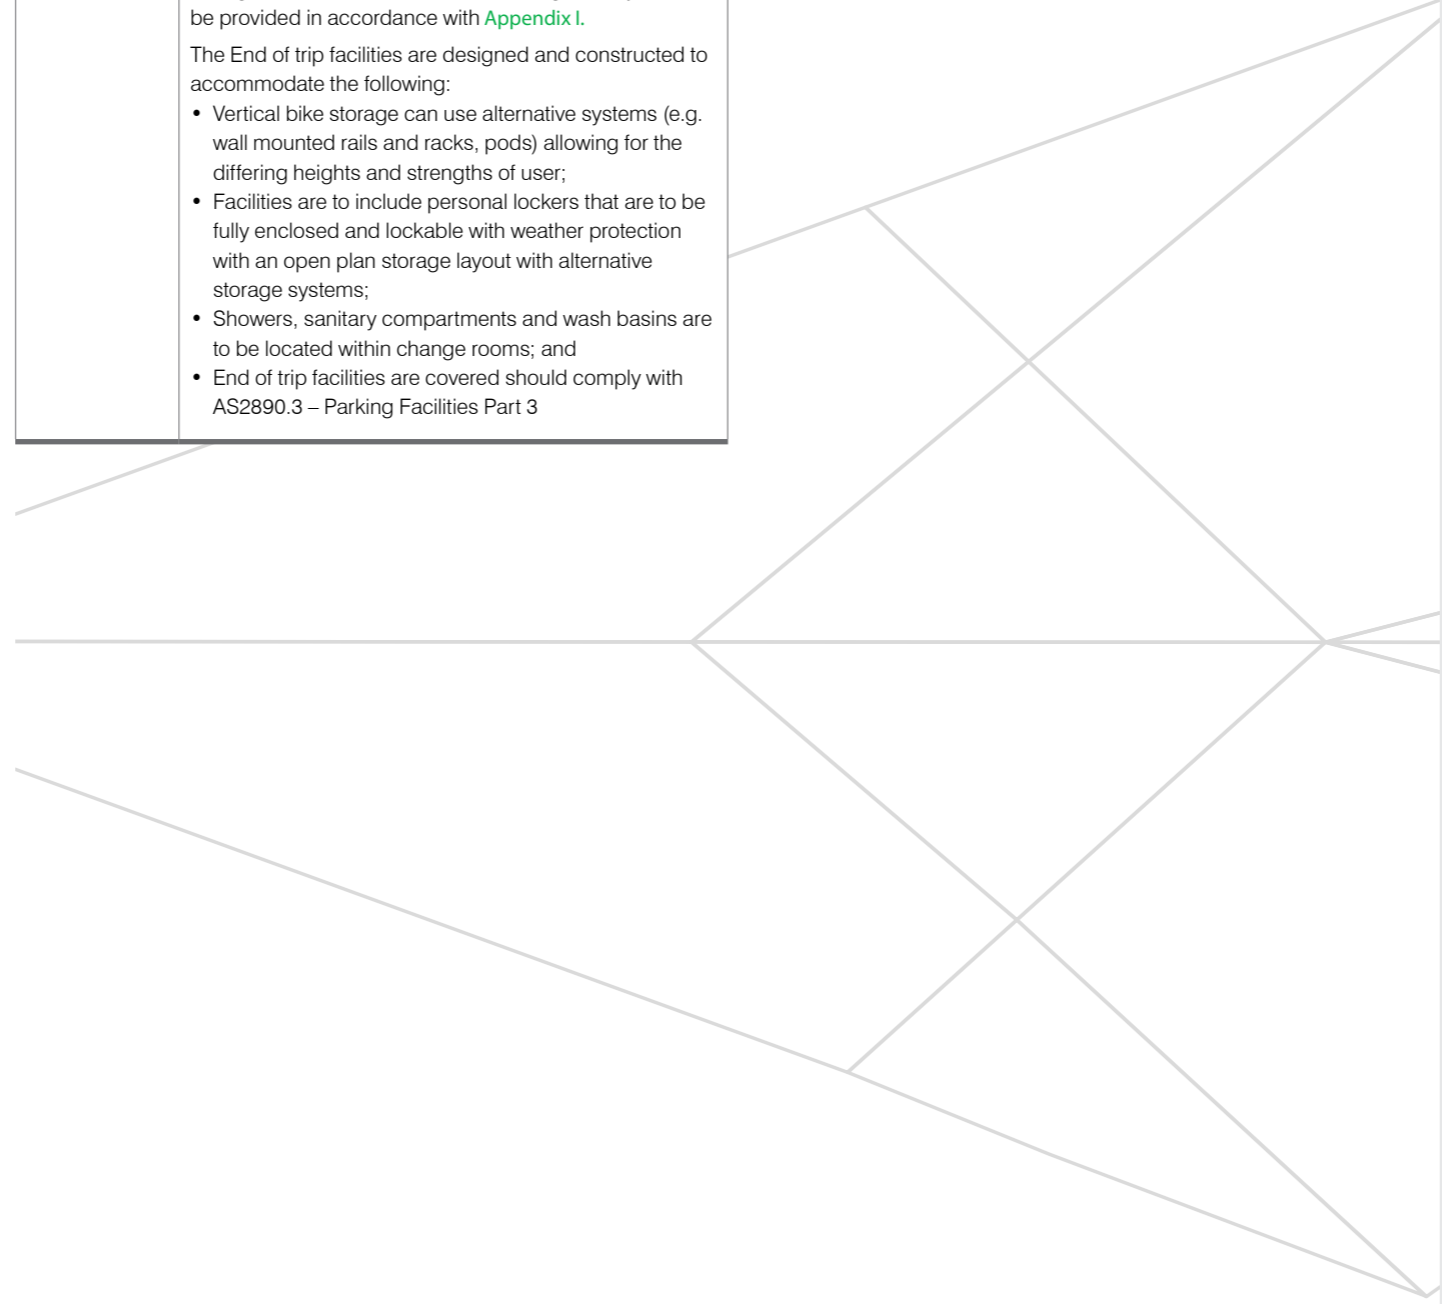 be provided in accordance with Appendix I.
The End of trip facilities are designed and constructed to
accommodate the following:
• Vertical bike storage can use alternative systems (e.g.
wall mounted rails and racks, pods) allowing for the
differing heights and strengths of user;
• Facilities are to include personal lockers that are to be
fully enclosed and lockable with weather protection
with an open plan storage layout with alternative
storage systems;
• Showers, sanitary compartments and wash basins are
to be located within change rooms; and
• End of trip facilities are covered should comply with
AS2890.3 – Parking Facilities Part 3